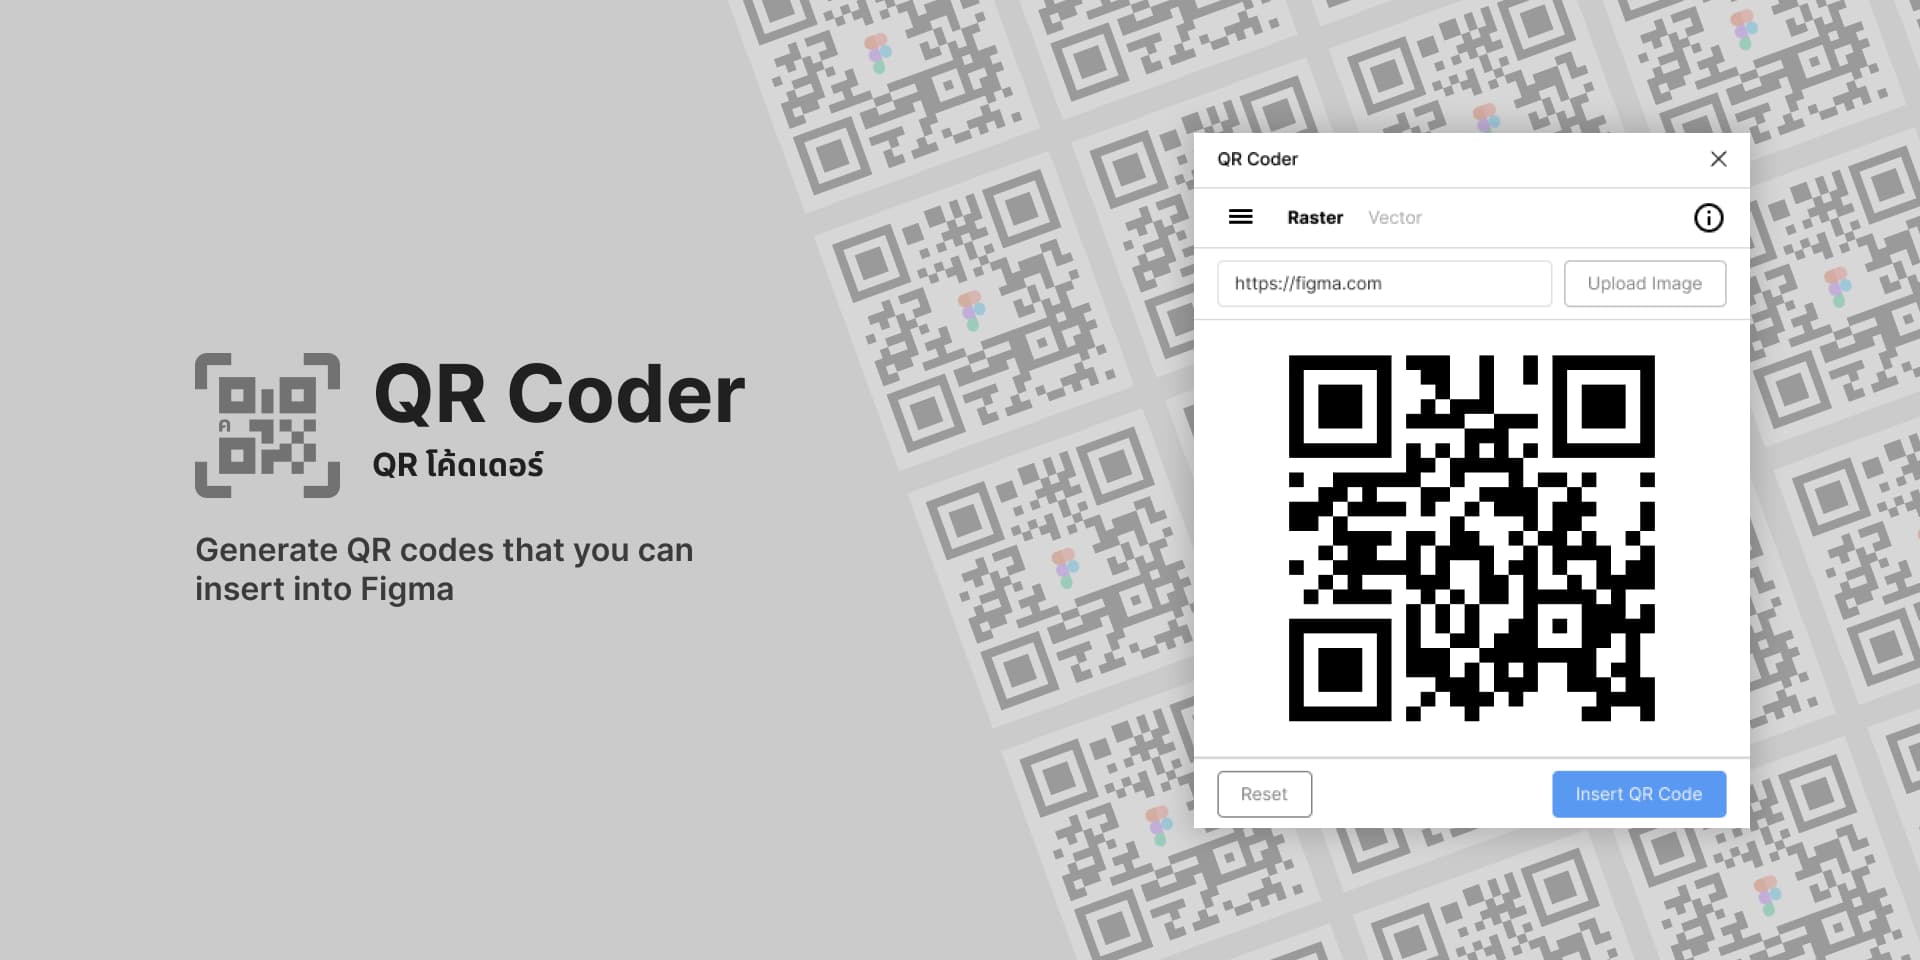 QR Coder
QR โค้ดเดอร์
Generate QR codes that you can
insert into Figma
ค
QR Coder
Raster Vector
https://figma.com
Upload Image
Reset
Insert QR Code